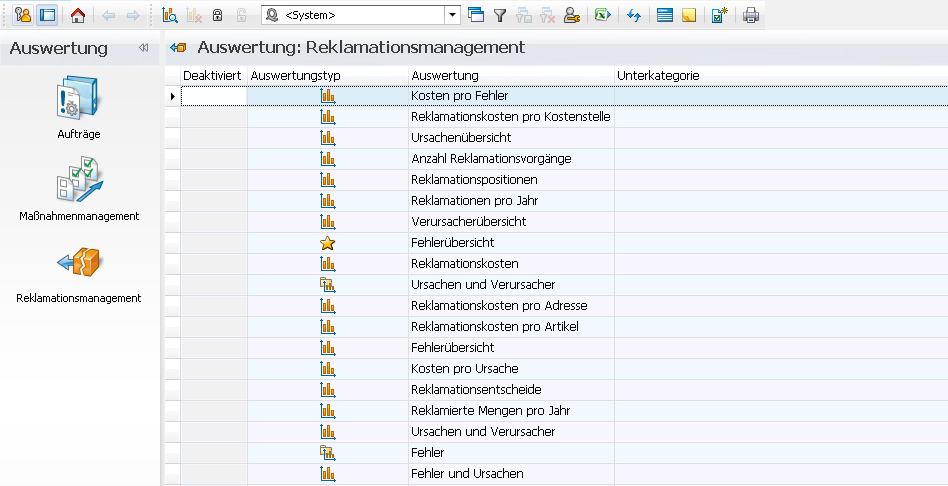 <System>
Auswertung
Auswertung: Reklamationsmanagement
Aufträge
Maßnahmenmanagement
Reklamationsmanagement
Deaktiviert Auswertungstyp Auswertung Unterkategorie
Kosten pro Fehler
Reklamationskosten pro Kostenstelle
Ursachenübersicht
Anzahl Reklamationsvorgänge
Reklamationspositionen
Reklamationen pro Jahr
Verursacherübersicht
Fehlerübersicht
Reklamationskosten
Ursachen und Verursacher
Reklamationskosten pro Adresse
Reklamationskosten pro Artikel
Fehlerübersicht
Kosten pro Ursache
Reklamationsentscheide
Reklamierte Mengen pro Jahr
Ursachen und Verursacher
Fehler
Fehler und Ursachen